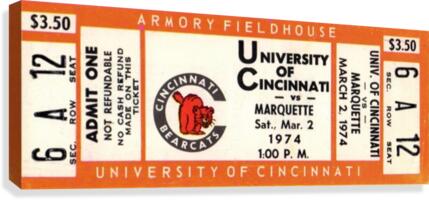 ARMORY FIELDHOUSE
$3.50
6 A 12
SEC. ROW SEAT
ADMIT ONE
NOT REFUNDABLE
NO CASH REFUND
MADE ON THIS
TICKET
CINCINNATI
BEARCATS
UNIVERSITY
OF
CINCINNATI
VS
MARQUETTE
Sat., Mar. 2
1974
1:00 P. M.
UNIV. OF CINCINNATI
VS
MARQUETTE
MARCH 2, 1974
$3.50
6 A 12
SEC. ROW SEAT
UNIVERSITY OF CINCINNATI